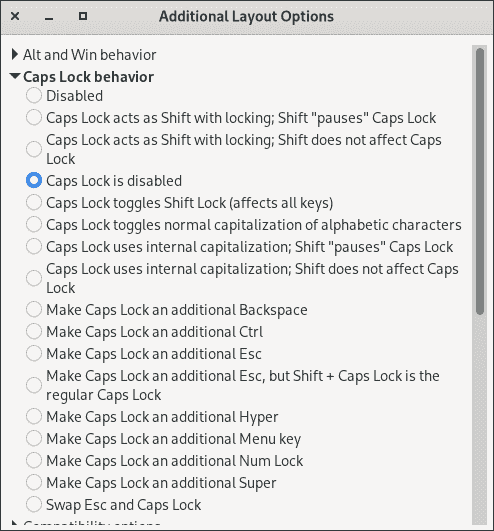 Additional Layout Options
Alt and Win behavior
Caps Lock behavior
Disabled
Caps Lock acts as Shift with locking; Shift "pauses" Caps Lock
Caps Lock acts as Shift with locking; Shift does not affect Caps
Lock
Caps Lock is disabled
Caps Lock toggles Shift Lock (affects all keys)
Caps Lock toggles normal capitalization of alphabetic characters
Caps Lock uses internal capitalization; Shift "pauses" Caps Lock
Caps Lock uses internal capitalization; Shift does not affect Caps
Lock
Make Caps Lock an additional Backspace
Make Caps Lock an additional Ctrl
Make Caps Lock an additional Esc
Make Caps Lock an additional Esc, but Shift + Caps Lock is the
regular Caps Lock
Make Caps Lock an additional Hyper
Make Caps Lock an additional Menu key
Make Caps Lock an additional Num Lock
Make Caps Lock an additional Super
Swap Esc and Caps Lock
Compatibility options